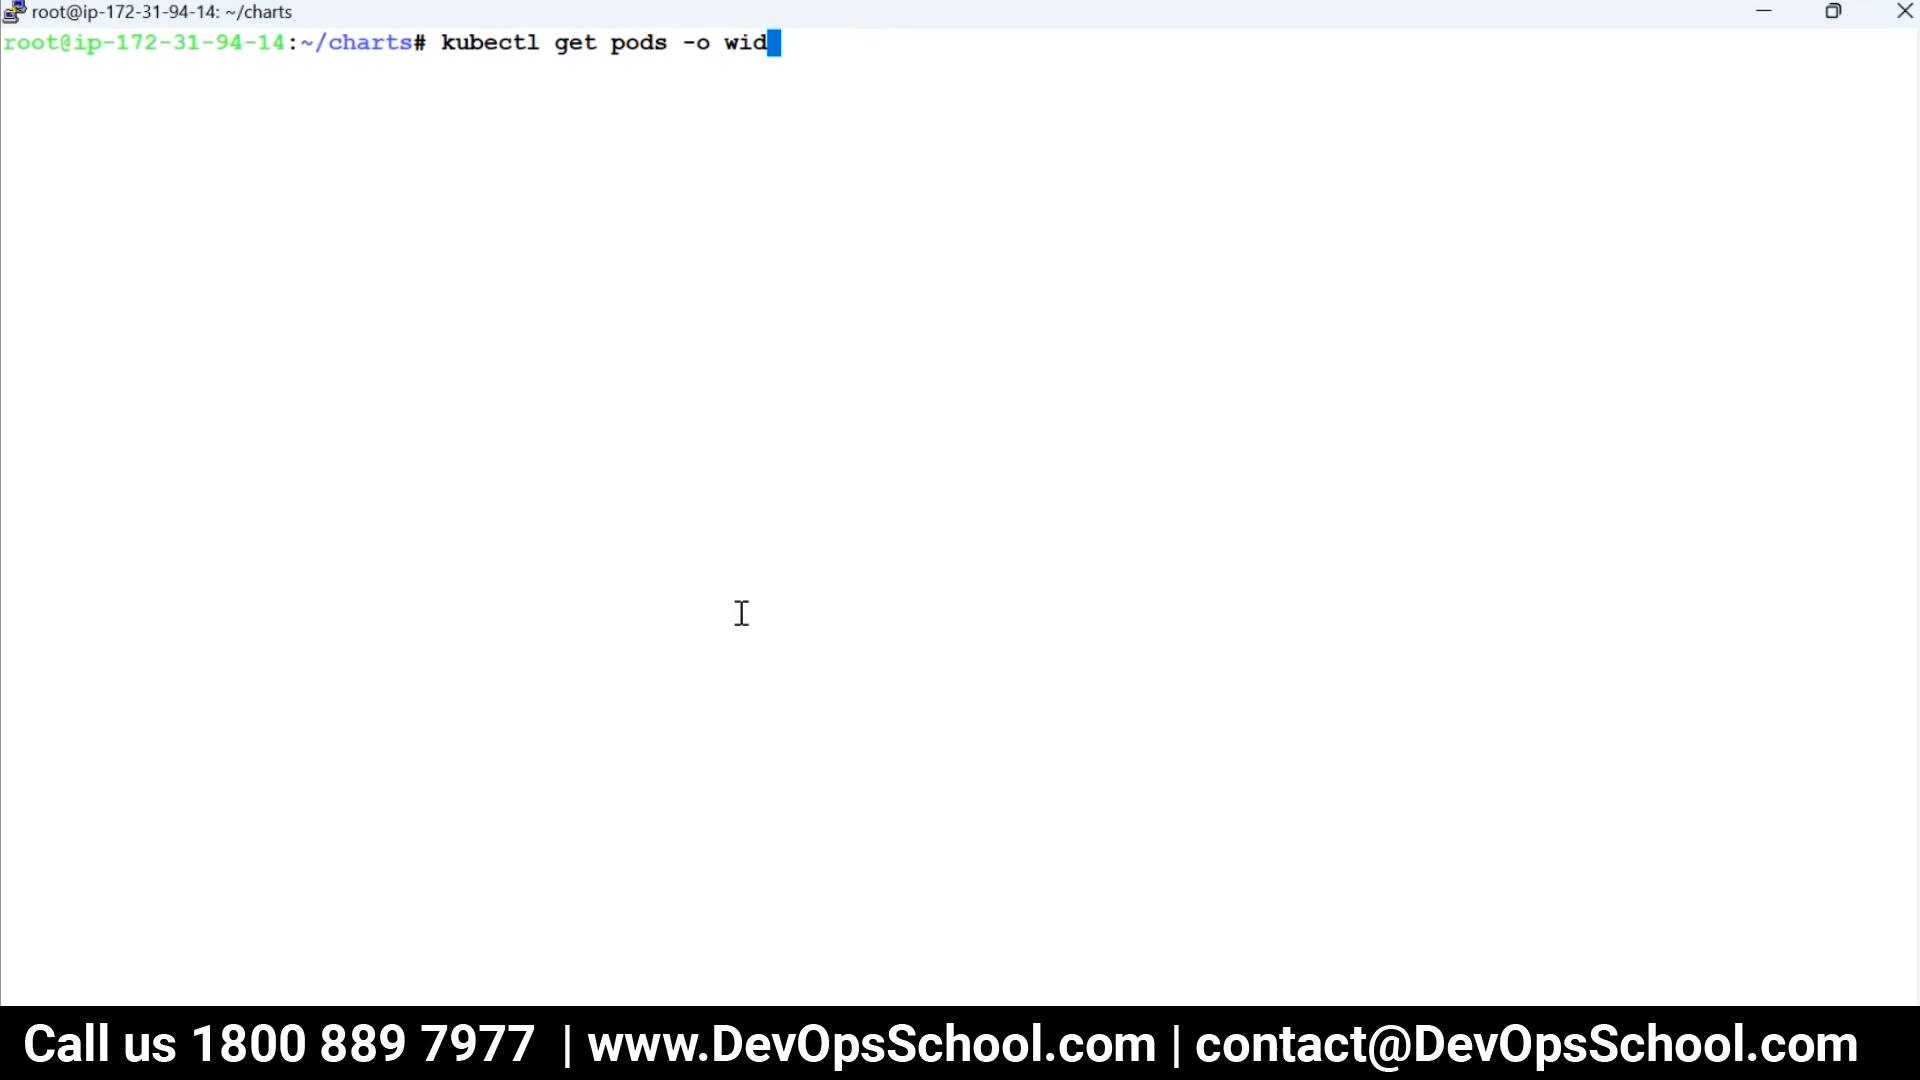 root@ip-172-31-94-14: ~/charts
root@ip-172-31-94-14:~/charts# kubectl get pods -o wid
Call us 1800 889 7977 | www.DevOpsSchool.com | contact@DevOpsSchool.com